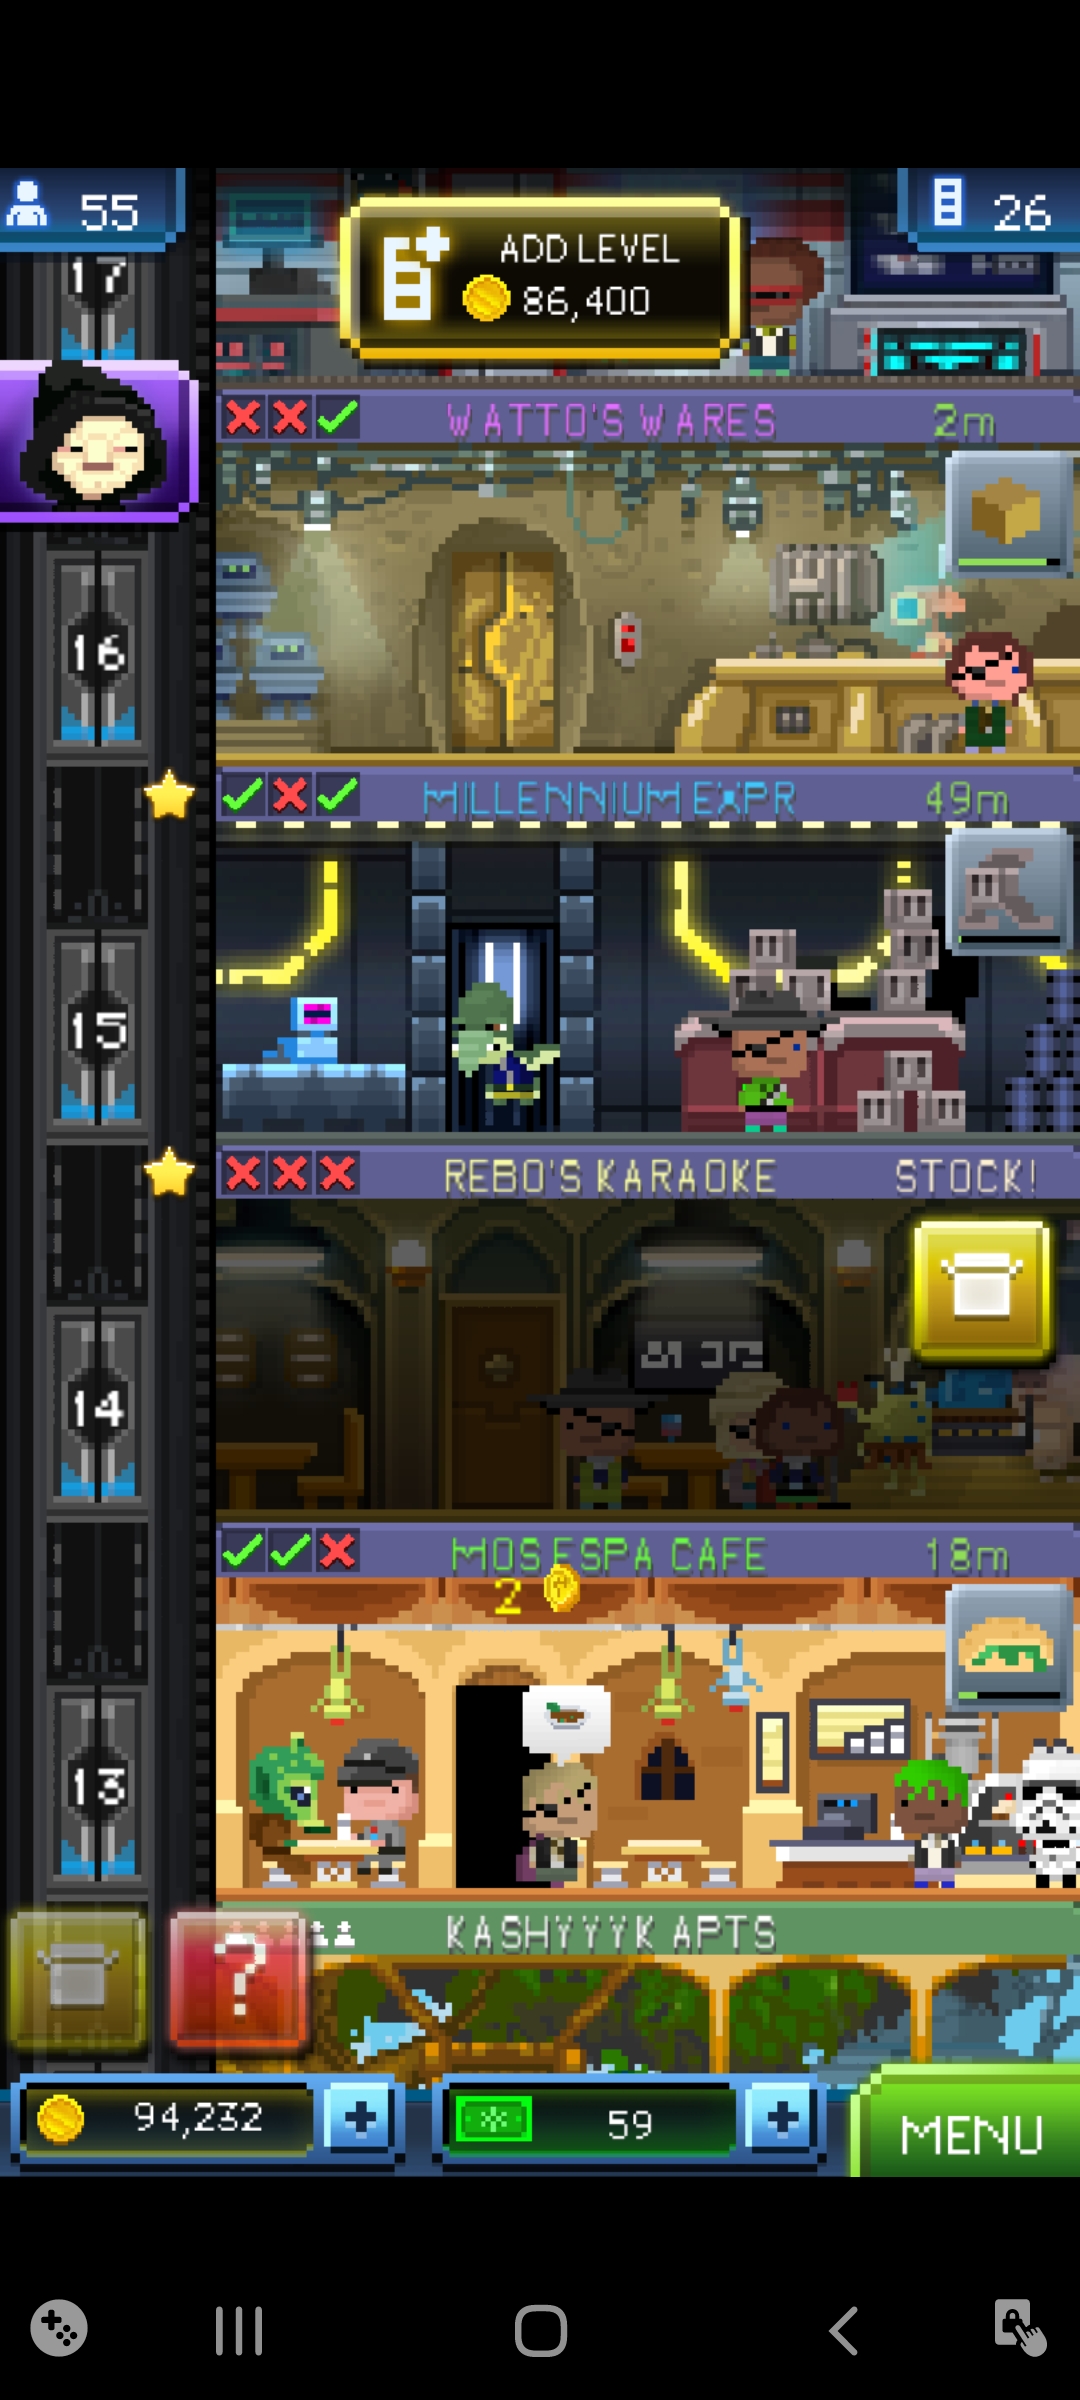 55
26
17
ADD LEVEL
86,400
WATTO'S WARES 2m
16
MILLENNIUM EXPR 49m
15
REBO'S KARAOKE STOCK!
14
MOS ESPA CAFE 18m
2
13
KASHYYYK APTS
?
94,232 +
59 +
MENU